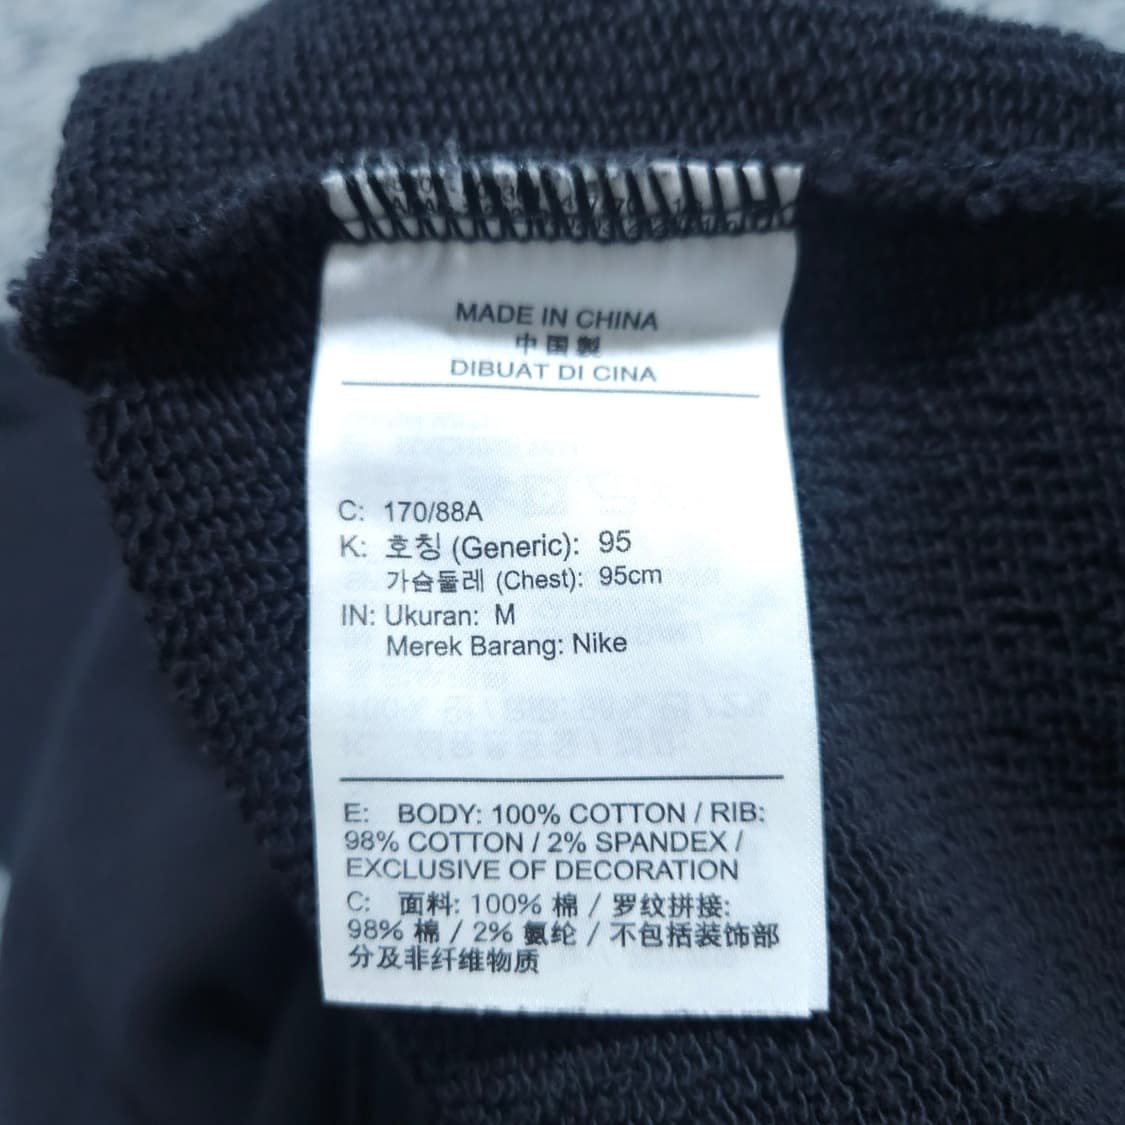 MADE IN CHINA
中国製
DIBUAT DI CINA
C: 170/88A
K: 호칭 (Generic): 95
가슴둘레 (Chest): 95cm
IN: Ukuran: M
Merek Barang: Nike
E: BODY: 100% COTTON / RIB:
98% COTTON / 2% SPANDEX /
EXCLUSIVE OF DECORATION
C: 面料: 100% 棉 / 罗纹拼接:
98% 棉 / 2% 氨纶 / 不包括装饰部
分及非纤维物质